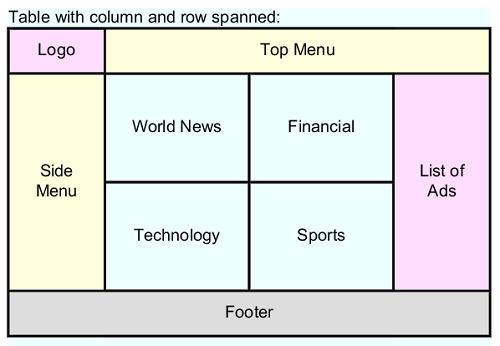 Table with column and row spanned:
Logo
Top Menu
Side
Menu
World News
Financial
List of
Ads
Technology
Sports
Footer